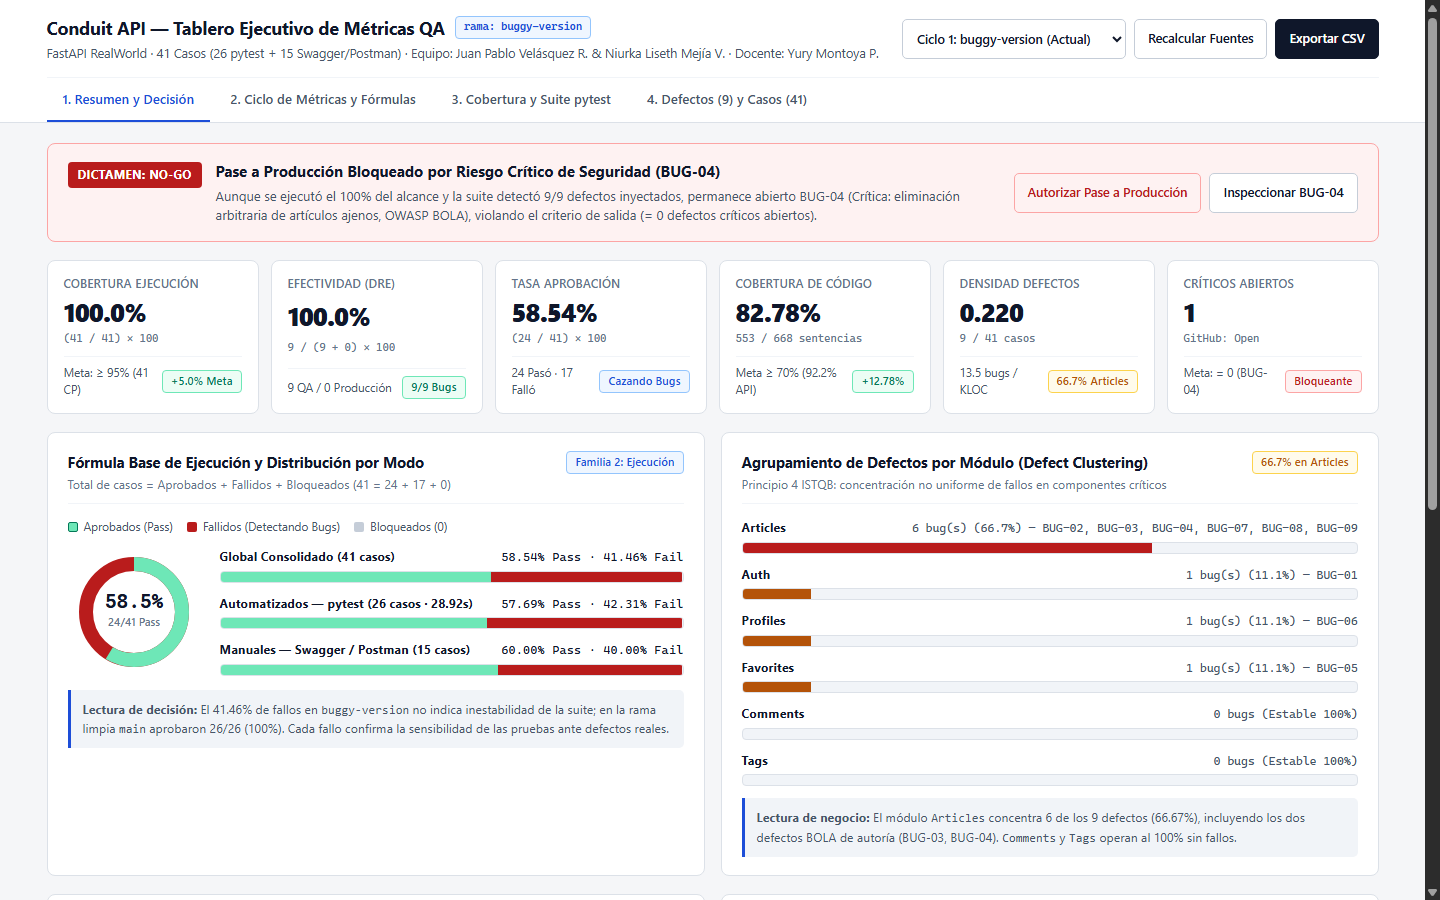 Conduit API — Tablero Ejecutivo de Métricas QA
rama: buggy-version
FastAPI RealWorld · 41 Casos (26 pytest + 15 Swagger/Postman) · Equipo: Juan Pablo Velásquez R. & Niurka Liseth Mejía V. · Docente: Yury Montoya P.
Ciclo 1: buggy-version (Actual)
Recalcular Fuentes
Exportar CSV
1. Resumen y Decisión
2. Ciclo de Métricas y Fórmulas
3. Cobertura y Suite pytest
4. Defectos (9) y Casos (41)
DICTAMEN: NO-GO
Pase a Producción Bloqueado por Riesgo Crítico de Seguridad (BUG-04)
Aunque se ejecutó el 100% del alcance y la suite detectó 9/9 defectos inyectados, permanece abierto BUG-04 (Crítica: eliminación
arbitraria de artículos ajenos, OWASP BOLA), violando el criterio de salida (= 0 defectos críticos abiertos).
Autorizar Pase a Producción
Inspeccionar BUG-04
COBERTURA EJECUCIÓN
100.0%
(41 / 41) × 100
Meta: ≥ 95% (41
CP)
+5.0% Meta
EFECTIVIDAD (DRE)
100.0%
9 / (9 + 0) × 100
9 QA / 0 Producción
9/9 Bugs
TASA APROBACIÓN
58.54%
(24 / 41) × 100
24 Pasó · 17
Falló
Cazando Bugs
COBERTURA DE CÓDIGO
82.78%
553 / 668 sentencias
Meta ≥ 70% (92.2%
API)
+12.78%
DENSIDAD DEFECTOS
0.220
9 / 41 casos
13.5 bugs /
KLOC
66.7% Articles
CRÍTICOS ABIERTOS
1
GitHub: Open
Meta: = 0 (BUG-
04)
Bloqueante
Fórmula Base de Ejecución y Distribución por Modo
Familia 2: Ejecución
Total de casos = Aprobados + Fallidos + Bloqueados (41 = 24 + 17 + 0)
Aprobados (Pass)
Fallidos (Detectando Bugs)
Bloqueados (0)
58.5%
24/41 Pass
Global Consolidado (41 casos)
58.54% Pass · 41.46% Fail
Automatizados — pytest (26 casos · 28.92s)
57.69% Pass · 42.31% Fail
Manuales — Swagger / Postman (15 casos)
60.00% Pass · 40.00% Fail
Lectura de decisión: El 41.46% de fallos en buggy-version no indica inestabilidad de la suite; en la rama
limpia main aprobaron 26/26 (100%). Cada fallo confirma la sensibilidad de las pruebas ante defectos reales.
Agrupamiento de Defectos por Módulo (Defect Clustering)
66.7% en Articles
Principio 4 ISTQB: concentración no uniforme de fallos en componentes críticos
Articles
6 bug(s) (66.7%) — BUG-02, BUG-03, BUG-04, BUG-07, BUG-08, BUG-09
Auth
1 bug(s) (11.1%) — BUG-01
Profiles
1 bug(s) (11.1%) — BUG-06
Favorites
1 bug(s) (11.1%) — BUG-05
Comments
0 bugs (Estable 100%)
Tags
0 bugs (Estable 100%)
Lectura de negocio: El módulo Articles concentra 6 de los 9 defectos (66.67%), incluyendo los dos
defectos BOLA de autoría (BUG-03, BUG-04). Comments y Tags operan al 100% sin fallos.